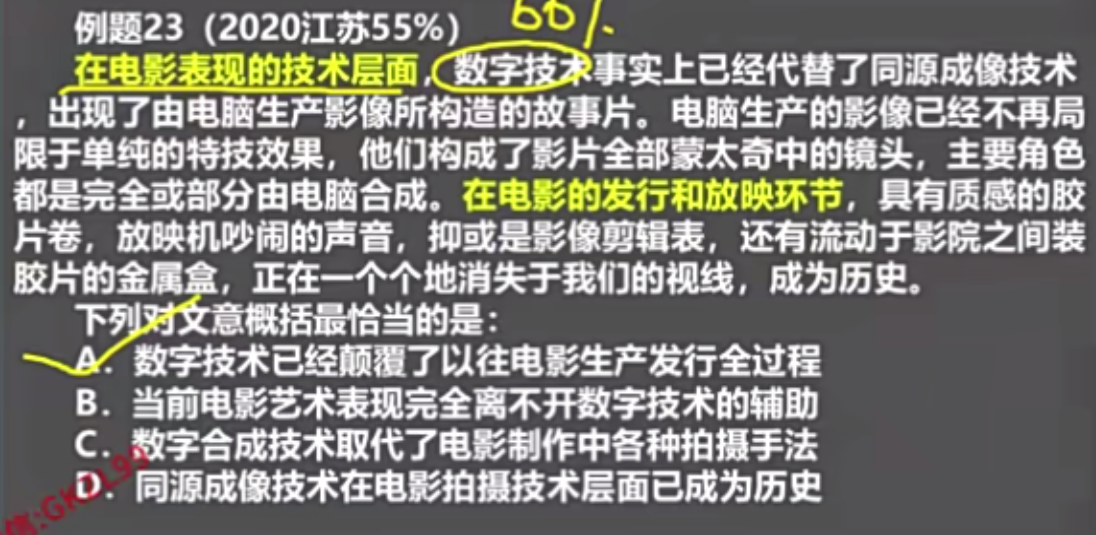 例题23（2020江苏55%） 60%.
在电影表现的技术层面，数字技术事实上已经代替了同源成像技术
，出现了由电脑生产影像所构造的故事片。电脑生产的影像已经不再局
限于单纯的特技效果，他们构成了影片全部蒙太奇中的镜头，主要角色
都是完全或部分由电脑合成。在电影的发行和放映环节，具有质感的胶
片卷，放映机吵闹的声音，抑或是影像剪辑表，还有流动于影院之间装
胶片的金属盒，正在一个个地消失于我们的视线，成为历史。
下列对文意概括最恰当的是：
A．数字技术已经颠覆了以往电影生产发行全过程
B．当前电影艺术表现完全离不开数字技术的辅助
C．数字合成技术取代了电影制作中各种拍摄手法
D．同源成像技术在电影拍摄技术层面已成为历史